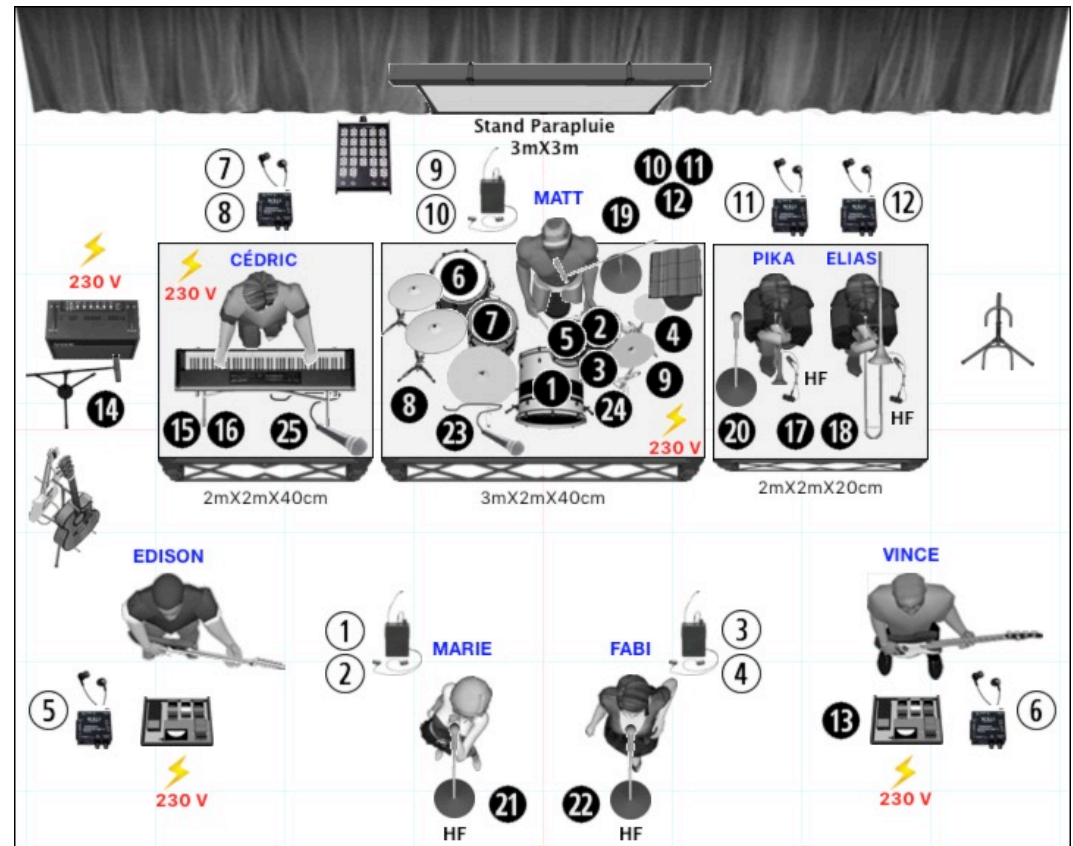 Stand Parapluie
3mX3m
7
8
9
10
MATT
19
10 11
12
11
12
230 V
230 V
CÉDRIC
PIKA
ELIAS
6
7
5
2
4
1
3
9
HF
HF
14
15 16 25
8
23
24
230 V
20 17 18
2mX2mX40cm
3mX2mX40cm
2mX2mX20cm
EDISON
VINCE
1
2
MARIE
FABI
3
4
5
13
6
230 V
230 V
21
22
HF
HF